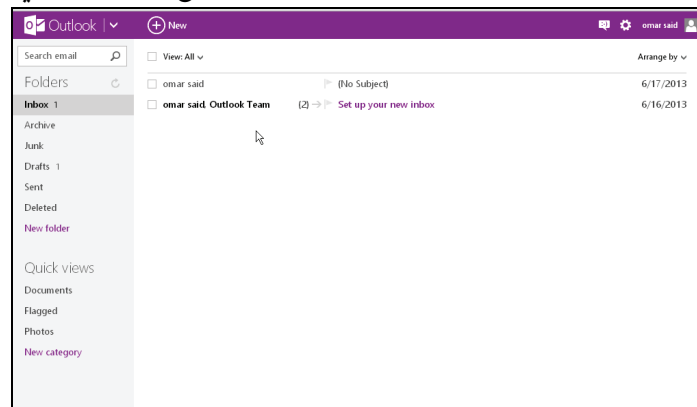 Outlook
New
omar said
Search email
View: All
Arrange by
Folders
omar said (No Subject) 6/17/2013
Inbox 1
omar said, Outlook Team (2) → Set up your new inbox 6/16/2013
Archive
Junk
Drafts 1
Sent
Deleted
New folder
Quick views
Documents
Flagged
Photos
New category